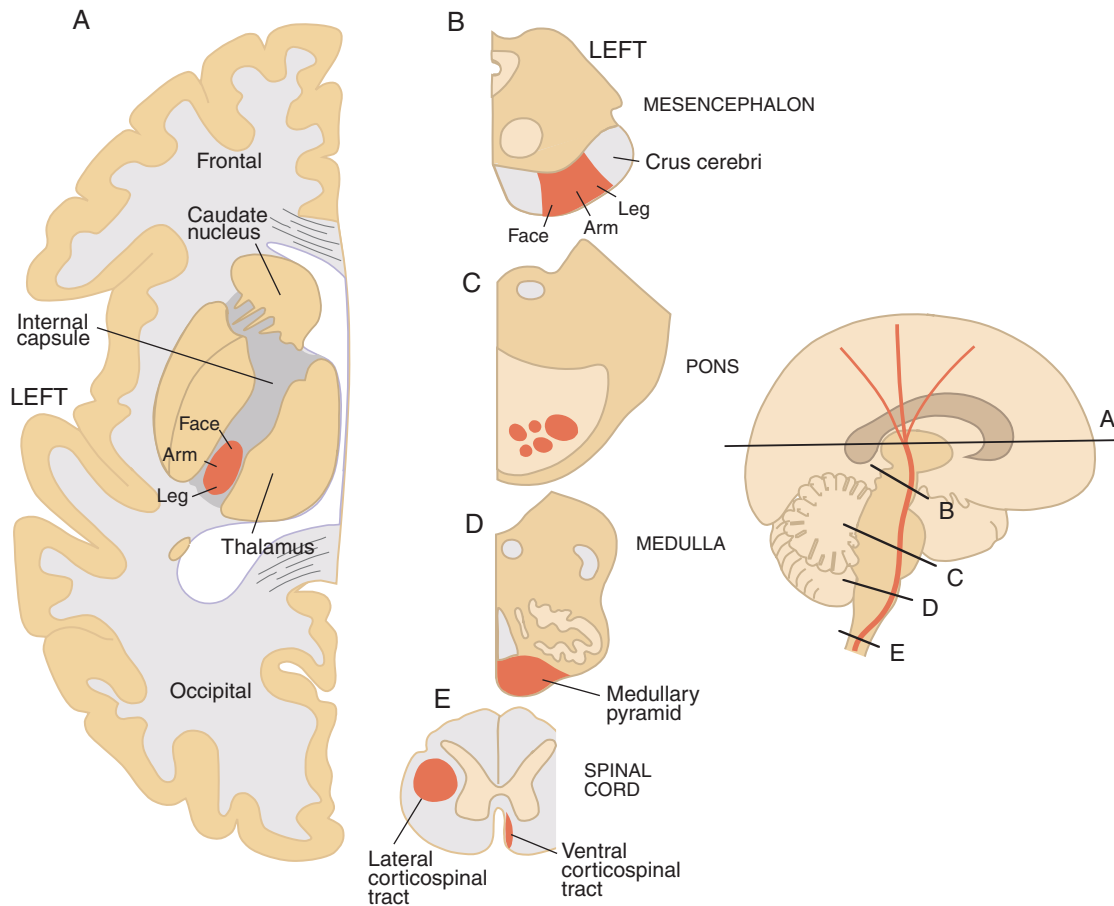 A
Frontal
Caudate
nucleus
Internal
capsule
LEFT
Face
Arm
Leg
Thalamus
Occipital
B
LEFT
MESENCEPHALON
Crus cerebri
Leg
Arm
Face
C
PONS
D
MEDULLA
Medullary
pyramid
E
SPINAL
CORD
Lateral
corticospinal
tract
Ventral
corticospinal
tract
A
B
C
D
E